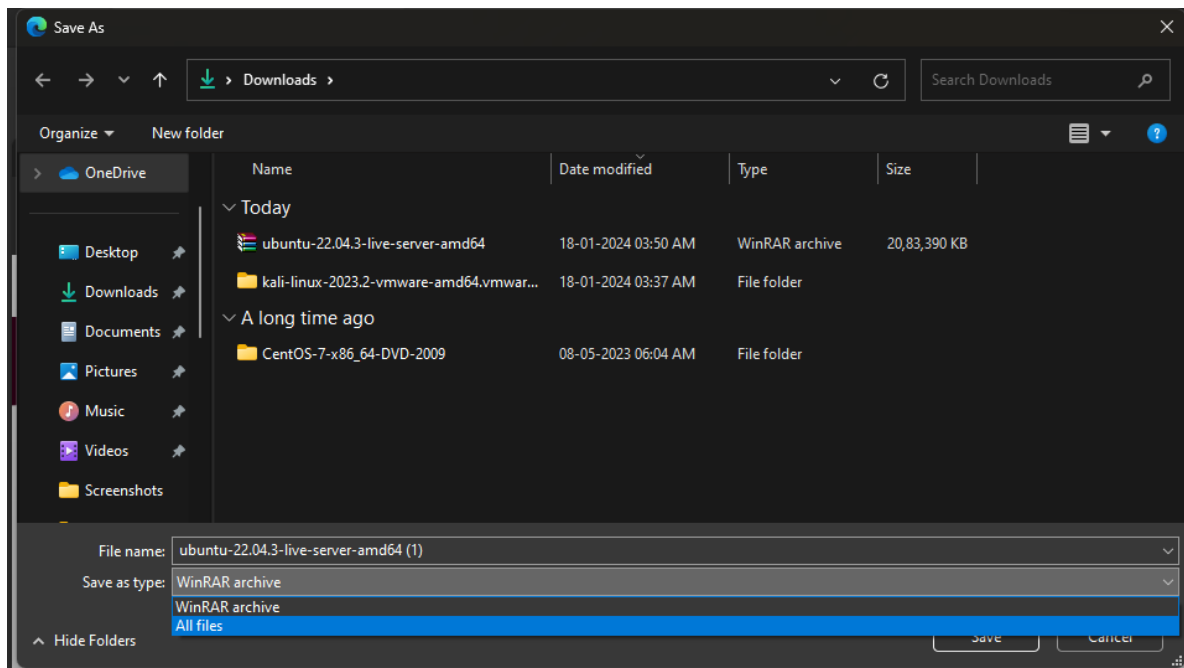 Save As
Downloads
Search Downloads
Organize
New folder
OneDrive
Desktop
Downloads
Documents
Pictures
Music
Videos
Screenshots
Name Date modified Type Size
Today
ubuntu-22.04.3-live-server-amd64 18-01-2024 03:50 AM WinRAR archive 20,83,390 KB
kali-linux-2023.2-vmware-amd64.vmwar... 18-01-2024 03:37 AM File folder
A long time ago
CentOS-7-x86_64-DVD-2009 08-05-2023 06:04 AM File folder
File name: ubuntu-22.04.3-live-server-amd64 (1)
Save as type: WinRAR archive
WinRAR archive
All files
Hide Folders
Save
Cancel